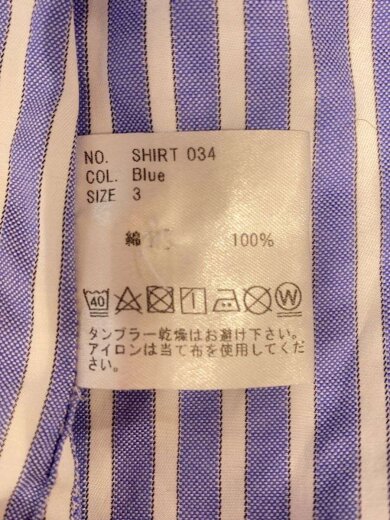 NO. SHIRT 034
COL. Blue
SIZE 3
綿 100%
40 W
タンブラー乾燥はお避け下さい。
アイロンは当て布を使用してください。